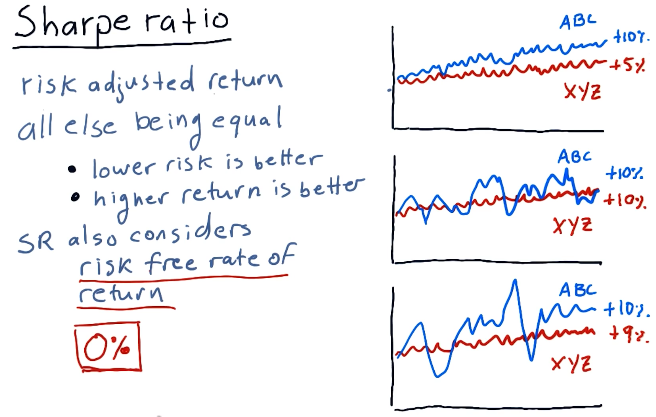 Sharpe ratio
risk adjusted return
all else being equal
• lower risk is better
• higher return is better
SR also considers
risk free rate of
return
0%
ABC
+10%
+5%
XYZ
ABC
+10%
+10%
XYZ
ABC
+10%
+9%
XYZ